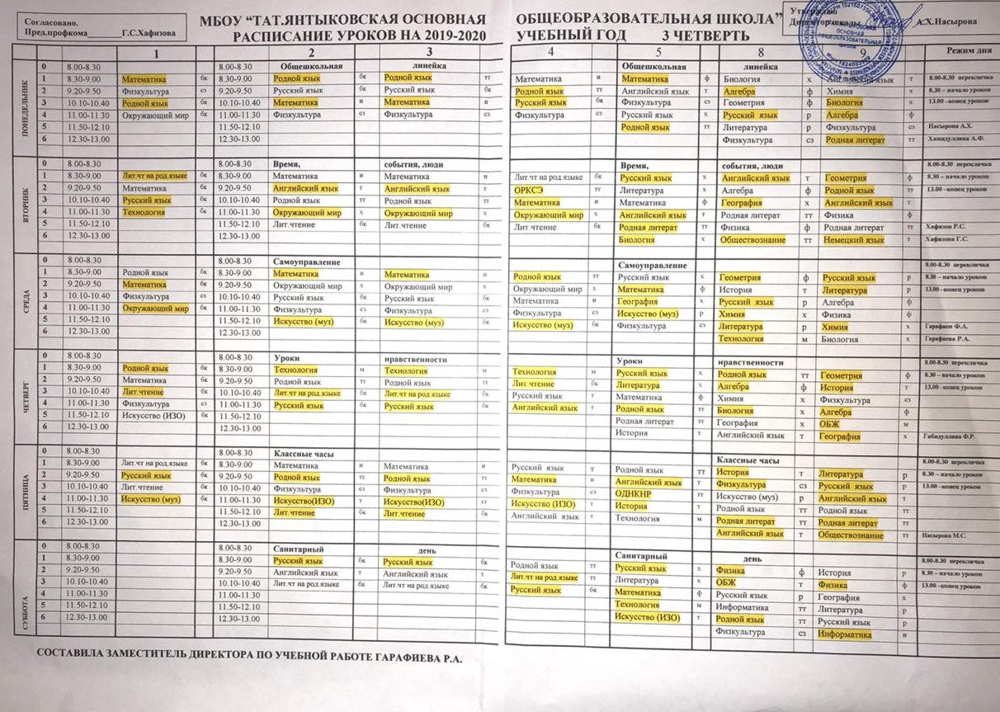 Согласовано.
Пред.профкома______Г.С.Хафизова
МБОУ “ТАТ.ЯНТЫКОВСКАЯ ОСНОВНАЯ ОБЩЕОБРАЗОВАТЕЛЬНАЯ ШКОЛА”
РАСПИСАНИЕ УРОКОВ НА 2019-2020 УЧЕБНЫЙ ГОД 3 ЧЕТВЕРТЬ
Утверждаю
Директор школы А.Х.Насырова
1 2 3 4 5 8 9 Режим дня
ПОНЕДЕЛЬНИК
0 8.00-8.30 8.00-8.30 Общешкольная линейка Общешкольная линейка
1 8.30-9.00 Математика бк 8.30-9.00 Родной язык бк Родной язык тт Математика и Математика ф Биология х Английский язык т 8.00-8.30 перекличка
2 9.20-9.50 Физкультура сз 9.20-9.50 Русский язык бк Русский язык бк Родной язык тт Английский язык т Алгебра ф Химия х 8.30 – начало уроков
3 10.10-10.40 Родной язык бк 10.10-10.40 Математика и Математика и Русский язык бк Физкультура сз Геометрия ф Биология х 13.00 –конец уроков
4 11.00-11.30 Окружающий мир бк 11.00-11.30 Физкультура сз Физкультура сз Физкультура сз Русский язык х Русский язык р Алгебра ф
5 11.50-12.10 11.50-12.10 Родной язык тт Литература р Физкультура сз Насырова А.Х.
6 12.30-13.00 12.30-13.00 Физкультура сз Родная литерат тт Хамидуллина А.Ф.
ВТОРНИК
0 8.00-8.30 8.00-8.30 Время, события, люди Время, события, люди 8.00-8.30 перекличка
1 8.30-9.00 Лит.чт на род.языке бк 8.30-9.00 Математика и Математика и Лит.чт на род.языке бк Русский язык х Английский язык т Геометрия ф 8.30 – начало уроков
2 9.20-9.50 Математика бк 9.20-9.50 Английский язык т Английский язык т ОРКСЭ тт Литература х Алгебра ф Родной язык тт 13.00 –конец уроков
3 10.10-10.40 Русский язык бк 10.10-10.40 Родной язык тт Родной язык тт Математика и Математика ф География х Английский язык т
4 11.00-11.30 Технология бк 11.00-11.30 Окружающий мир х Окружающий мир х Окружающий мир х Английский язык т Родная литерат тт Физика ф
5 11.50-12.10 11.50-12.10 Лит.чтение бк Лит.чтение бк Лит.чтение бк Родная литерат тт Физика ф Родная литерат тт Хафизов Р.С.
6 12.30-13.00 12.30-13.00 Биология х Обществознание тт Немецкий язык т Хафизова Г.С.
СРЕДА
0 8.00-8.30 8.00-8.30 Самоуправление Самоуправление 8.00-8.30 перекличка
1 8.30-9.00 Родной язык бк 8.30-9.00 Математика и Математика и Родной язык тт Русский язык х Геометрия ф Русский язык р 8.30 – начало уроков
2 9.20-9.50 Математика бк 9.20-9.50 Окружающий мир х Окружающий мир х Окружающий мир х Математика ф История т Литература р 13.00 –конец уроков
3 10.10-10.40 Физкультура сз 10.10-10.40 Русский язык бк Русский язык бк Математика и География х Русский язык р Алгебра ф
4 11.00-11.30 Окружающий мир бк 11.00-11.30 Физкультура сз Физкультура сз Физкультура сз Искусство (муз) р Химия х Физика ф
5 11.50-12.10 11.50-12.10 Искусство (муз) бк Искусство (муз) бк Искусство (муз) бк Физкультура сз Литература р Химия х Гарафиев Ф.А.
6 12.30-13.00 12.30-13.00 Технология м Биология х Гарафиева Р.А.
ЧЕТВЕРГ
0 8.00-8.30 8.00-8.30 Уроки нравственности Уроки нравственности 8.00-8.30 перекличка
1 8.30-9.00 Родной язык бк 8.30-9.00 Технология м Технология м Технология м Русский язык х Родной язык тт Геометрия ф 8.30 – начало уроков
2 9.20-9.50 Математика бк 9.20-9.50 Родной язык тт Родной язык тт Лит.чтение бк Литература х Алгебра ф История т 13.00 –конец уроков
3 10.10-10.40 Лит.чтение бк 10.10-10.40 Лит.чт на род.языке бк Лит.чт на род.языке бк Русский язык т Математика ф Химия х Физкультура сз
4 11.00-11.30 Физкультура сз 11.00-11.30 Русский язык бк Русский язык бк Английский язык т Родной язык тт Биология х Алгебра ф
5 11.50-12.10 Искусство (ИЗО) бк 11.50-12.10 Родная литерат тт География х ОБЖ м
6 12.30-13.00 12.30-13.00 История т Английский язык т География х Габидуллина Ф.Р.
ПЯТНИЦА
0 8.00-8.30 8.00-8.30 Классные часы Классные часы 8.00-8.30 перекличка
1 8.30-9.00 Лит.чт на род.языке бк 8.30-9.00 Математика и Математика и Русский язык т Родной язык тт История т Литература р 8.30 – начало уроков
2 9.20-9.50 Русский язык бк 9.20-9.50 Родной язык тт Родной язык тт Математика и Английский язык т Физкультура сз Русский язык р 13.00 –конец уроков
3 10.10-10.40 Лит.чтение бк 10.10-10.40 Физкультура сз Физкультура сз Физкультура сз ОДНКНР тт Искусство (муз) р Английский язык т
4 11.00-11.30 Искусство (муз) бк 11.00-11.30 Искусство(ИЗО) т Искусство(ИЗО) Искусство (ИЗО) т История т Родной язык тт Родной язык тт
5 11.50-12.10 11.50-12.10 Лит.чтение бк Лит.чтение бк Английский язык т Технология м Родная литерат тт Родная литерат тт
6 12.30-13.00 12.30-13.00 Английский язык т Обществознание тт Насырова М.С.
СУББОТА
0 8.00-8.30 8.00-8.30 Санитарный день Санитарный день 8.00-8.30 перекличка
1 8.30-9.00 8.30-9.00 Русский язык бк Русский язык бк Родной язык тт Русский язык х Физика ф История р 8.30 – начало уроков
2 9.20-9.50 9.20-9.50 Английский язык т Английский язык т Лит.чт на род.языке тт Литература х ОБЖ т Физика ф 13.00 –конец уроков
3 10.10-10.40 10.10-10.40 Лит.чт на род.языке бк Лит.чт на род.языке бк Русский язык бк Математика ф Русский язык р География х
4 11.00-11.30 11.00-11.30 Технология м Информатика тт Литература р
5 11.50-12.10 11.50-12.10 Искусство (ИЗО) т Родной язык тт Русский язык р
6 12.30-13.00 12.30-13.00 Физкультура сз Информатика и
СОСТАВИЛА ЗАМЕСТИТЕЛЬ ДИРЕКТОРА ПО УЧЕБНОЙ РАБОТЕ ГАРАФИЕВА Р.А.